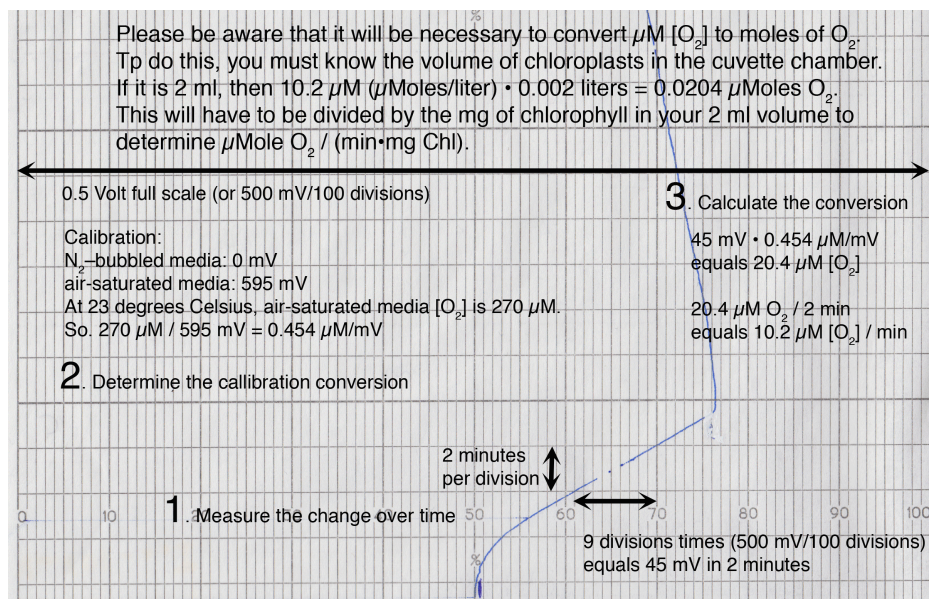 %
Please be aware that it will be necessary to convert µM [O₂] to moles of O₂.
Tp do this, you must know the volume of chloroplasts in the cuvette chamber.
If it is 2 ml, then 10.2 µM (µMoles/liter) • 0.002 liters = 0.0204 µMoles O₂.
This will have to be divided by the mg of chlorophyll in your 2 ml volume to
determine µMole O₂ / (min•mg Chl).
0.5 Volt full scale (or 500 mV/100 divisions)
Calibration:
N₂–bubbled media: 0 mV
air-saturated media: 595 mV
At 23 degrees Celsius, air-saturated media [O₂] is 270 µM.
So. 270 µM / 595 mV = 0.454 µM/mV
2. Determine the callibration conversion
3. Calculate the conversion
45 mV • 0.454 µM/mV
equals 20.4 µM [O₂]
20.4 µM O₂ / 2 min
equals 10.2 µM [O₂] / min
2 minutes
per division
1. Measure the change over time
0 10 20 30 40 50 60 70 80 90 100
9 divisions times (500 mV/100 divisions)
equals 45 mV in 2 minutes
%